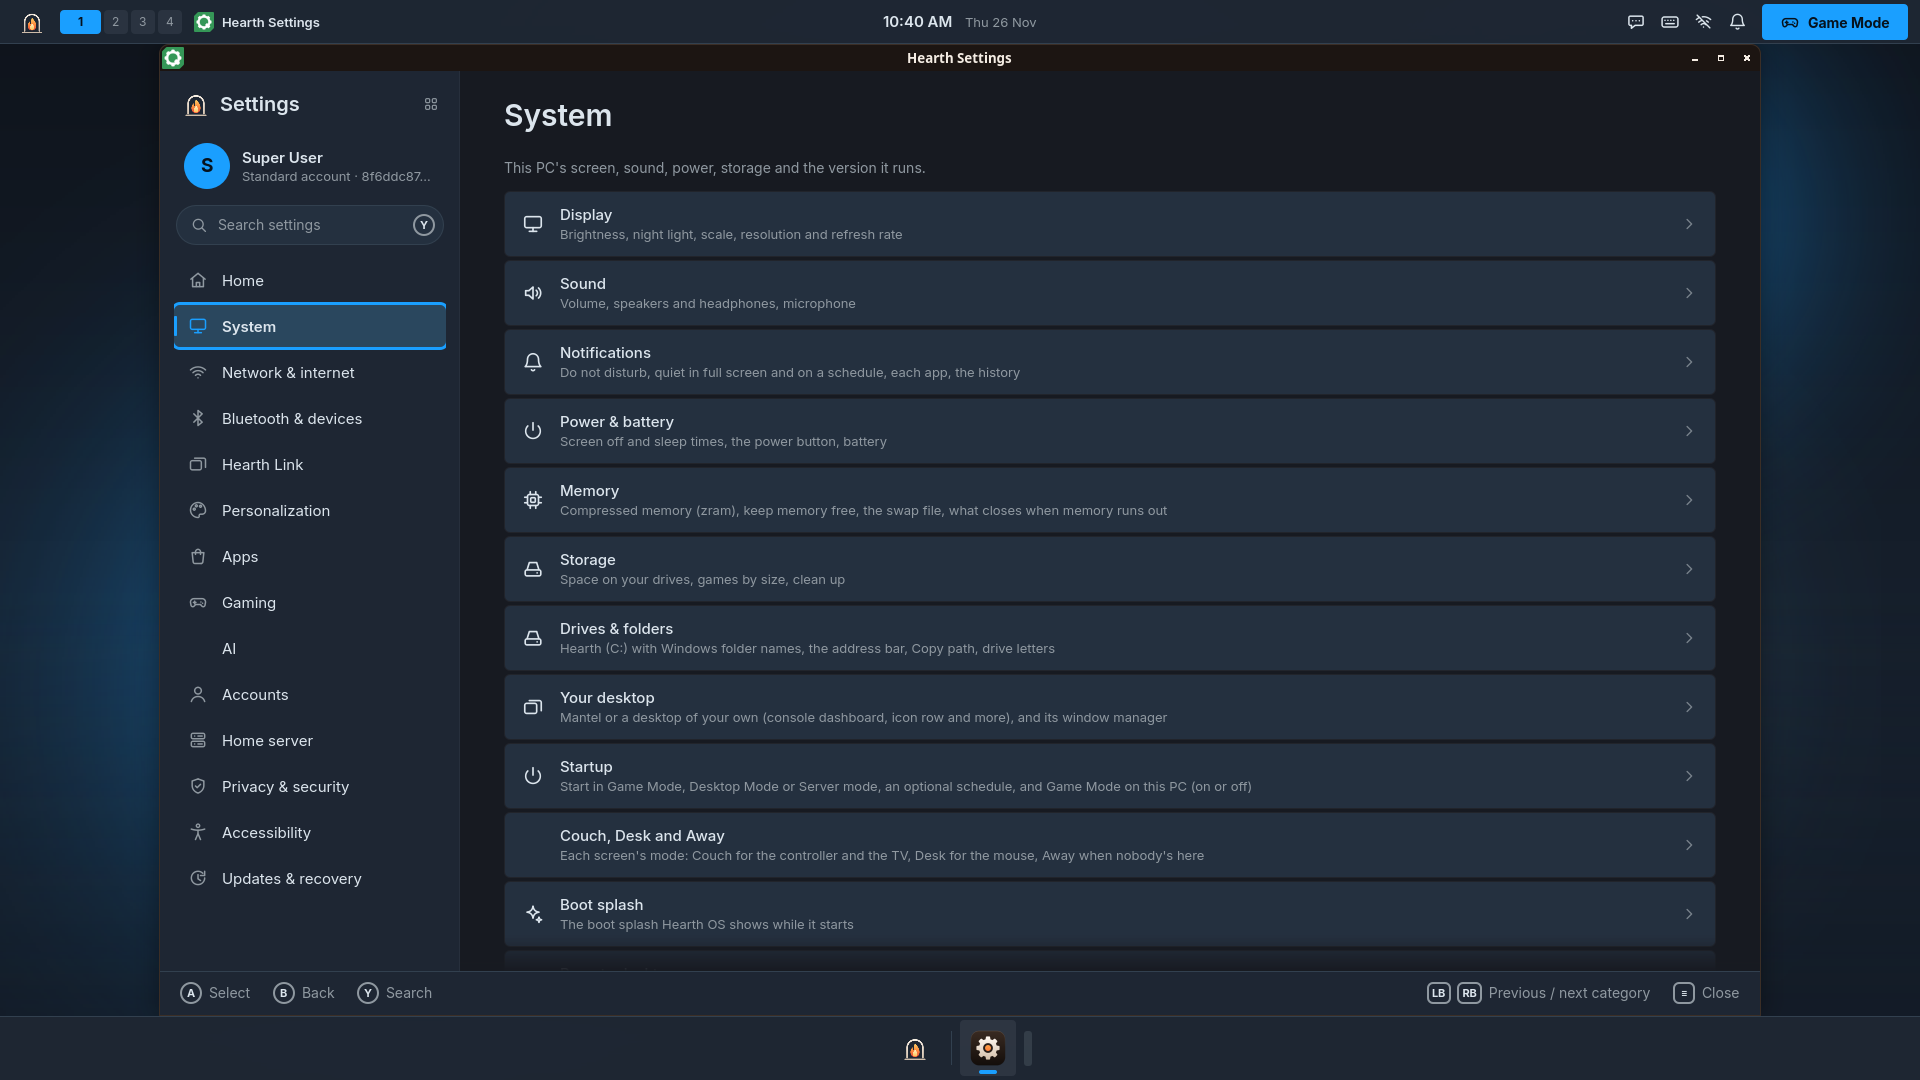 1 2 3 4 Hearth Settings
10:40 AM Thu 26 Nov
Game Mode
Hearth Settings
Settings
S
Super User
Standard account · 8f6ddc87...
Search settings Y
Home
System
Network & internet
Bluetooth & devices
Hearth Link
Personalization
Apps
Gaming
AI
Accounts
Home server
Privacy & security
Accessibility
Updates & recovery
System
This PC's screen, sound, power, storage and the version it runs.
Display
Brightness, night light, scale, resolution and refresh rate
Sound
Volume, speakers and headphones, microphone
Notifications
Do not disturb, quiet in full screen and on a schedule, each app, the history
Power & battery
Screen off and sleep times, the power button, battery
Memory
Compressed memory (zram), keep memory free, the swap file, what closes when memory runs out
Storage
Space on your drives, games by size, clean up
Drives & folders
Hearth (C:) with Windows folder names, the address bar, Copy path, drive letters
Your desktop
Mantel or a desktop of your own (console dashboard, icon row and more), and its window manager
Startup
Start in Game Mode, Desktop Mode or Server mode, an optional schedule, and Game Mode on this PC (on or off)
Couch, Desk and Away
Each screen's mode: Couch for the controller and the TV, Desk for the mouse, Away when nobody's here
Boot splash
The boot splash Hearth OS shows while it starts
A Select B Back Y Search
LB RB Previous / next category Close